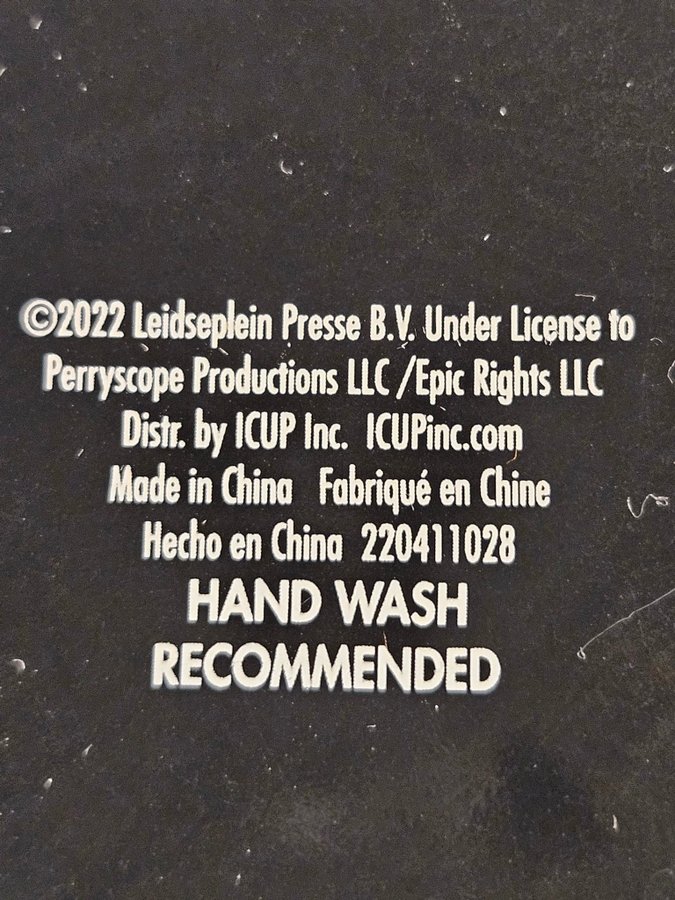 ©2022 Leidseplein Presse B.V. Under License to
Perryscope Productions LLC /Epic Rights LLC
Distr. by ICUP Inc. ICUPinc.com
Made in China Fabriqué en Chine
Hecho en China 220411028
HAND WASH
RECOMMENDED